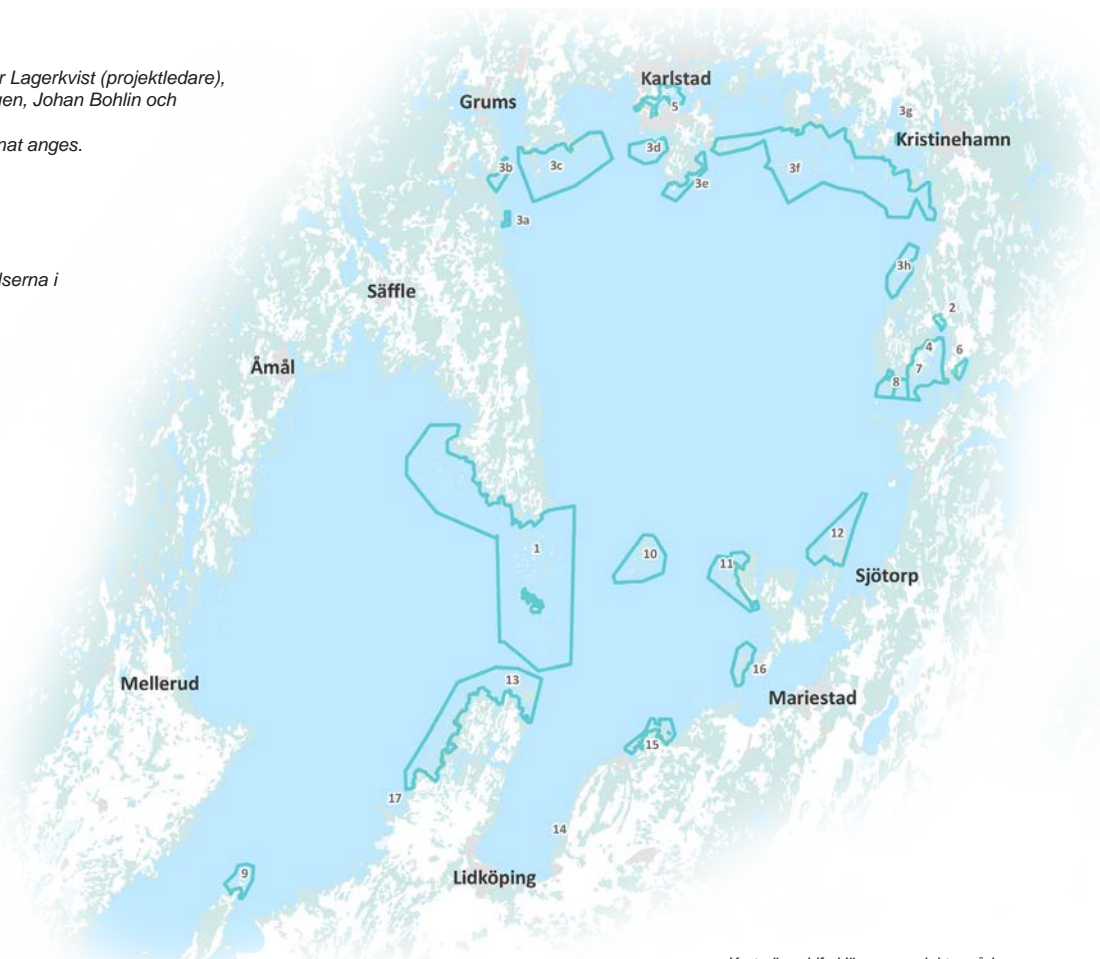 r Lagerkvist (projektledare),
gen, Johan Bohlin och
nat anges.
lserna i
Karlstad
Grums
5
3g
Kristinehamn
3d
3b
3c
3f
3e
3a
3h
Säffle
2
4
6
Åmål
7
8
12
1
10
11
Sjötorp
16
13
Mellerud
Mariestad
15
17
14
9
Lidköping